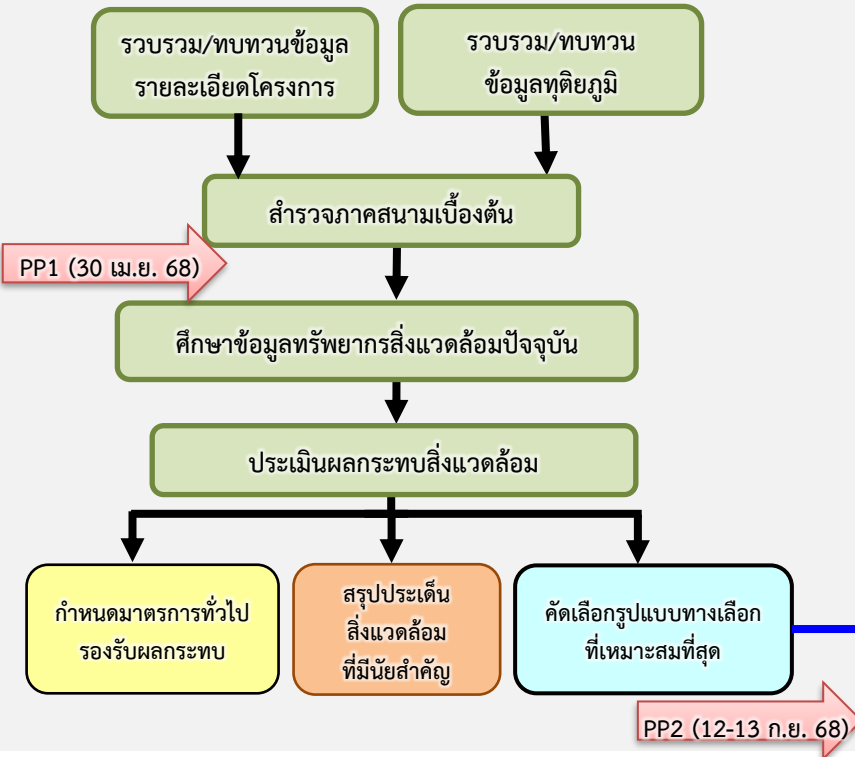 รวบรวม/ทบทวนข้อมูล
รายละเอียดโครงการ
รวบรวม/ทบทวน
ข้อมูลทุติยภูมิ
สำรวจภาคสนามเบื้องต้น
PP1 (30 เม.ย. 68)
ศึกษาข้อมูลทรัพยากรสิ่งแวดล้อมปัจจุบัน
ประเมินผลกระทบสิ่งแวดล้อม
กำหนดมาตรการทั่วไป
รองรับผลกระทบ
สรุปประเด็น
สิ่งแวดล้อม
ที่มีนัยสำคัญ
คัดเลือกรูปแบบทางเลือก
ที่เหมาะสมที่สุด
PP2 (12-13 ก.ย. 68)